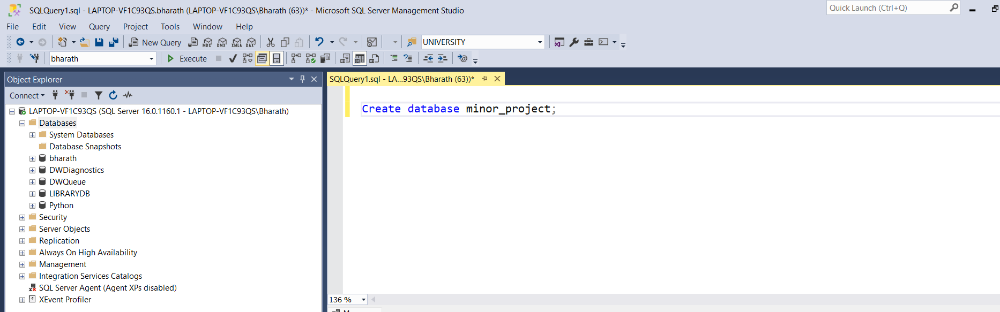 SQLQuery1.sql - LAPTOP-VF1C93QS.bharath (LAPTOP-VF1C93QS\Bharath (63))* - Microsoft SQL Server Management Studio
Quick Launch (Ctrl+Q)
File Edit View Query Project Tools Window Help
New Query MDX DMX XMLA DAX UNIVERSITY
bharath Execute
Object Explorer
SQLQuery1.sql - LA...93QS\Bharath (63))*
Connect
LAPTOP-VF1C93QS (SQL Server 16.0.1160.1 - LAPTOP-VF1C93QS\Bharath)
Create database minor_project;
Databases
System Databases
Database Snapshots
bharath
DWDiagnostics
DWQueue
LIBRARYDB
Python
Security
Server Objects
Replication
Always On High Availability
Management
Integration Services Catalogs
SQL Server Agent (Agent XPs disabled)
XEvent Profiler
136 %